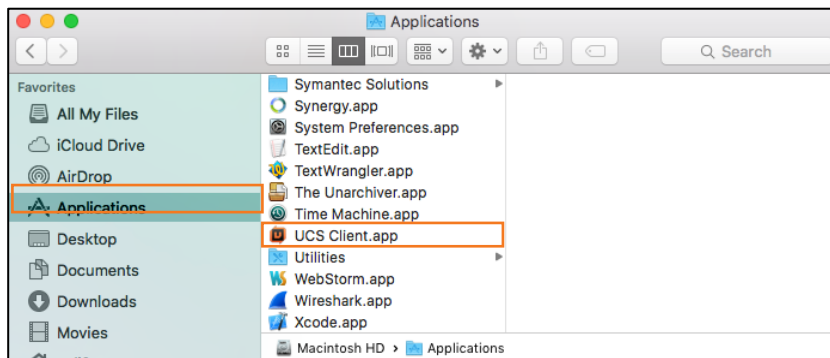 Applications
Search
Favorites
All My Files
iCloud Drive
AirDrop
Applications
Desktop
Documents
Downloads
Movies
Symantec Solutions
Synergy.app
System Preferences.app
TextEdit.app
TextWrangler.app
The Unarchiver.app
Time Machine.app
UCS Client.app
Utilities
WebStorm.app
Wireshark.app
Xcode.app
Macintosh HD › Applications